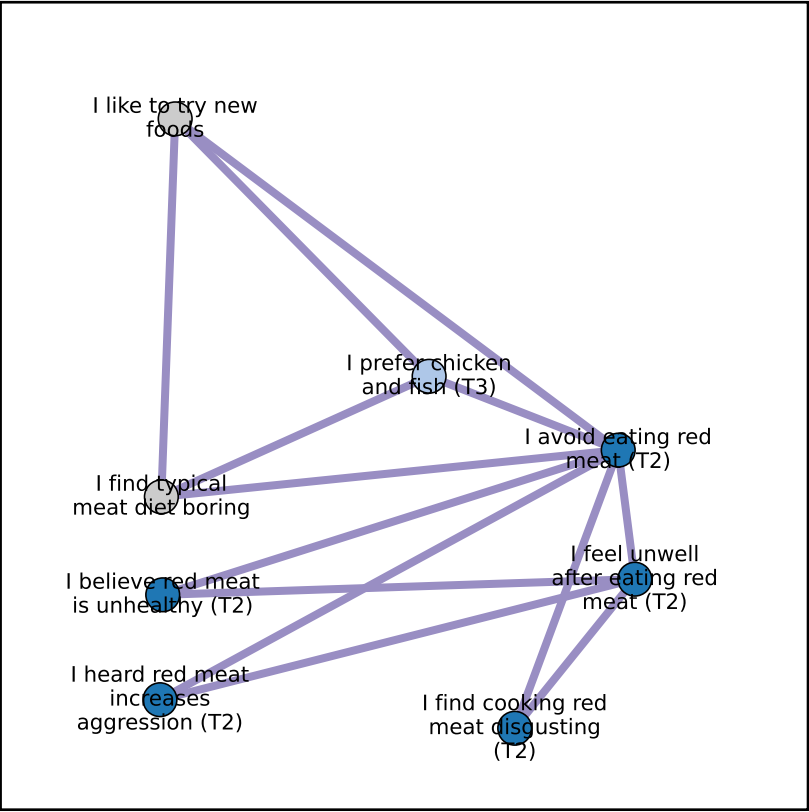 I like to try new
foods
I prefer chicken
and fish (T3)
I avoid eating red
meat (T2)
I find typical
meat diet boring
I feel unwell
after eating red
meat (T2)
I believe red meat
is unhealthy (T2)
I heard red meat
increases
aggression (T2)
I find cooking red
meat disgusting
(T2)